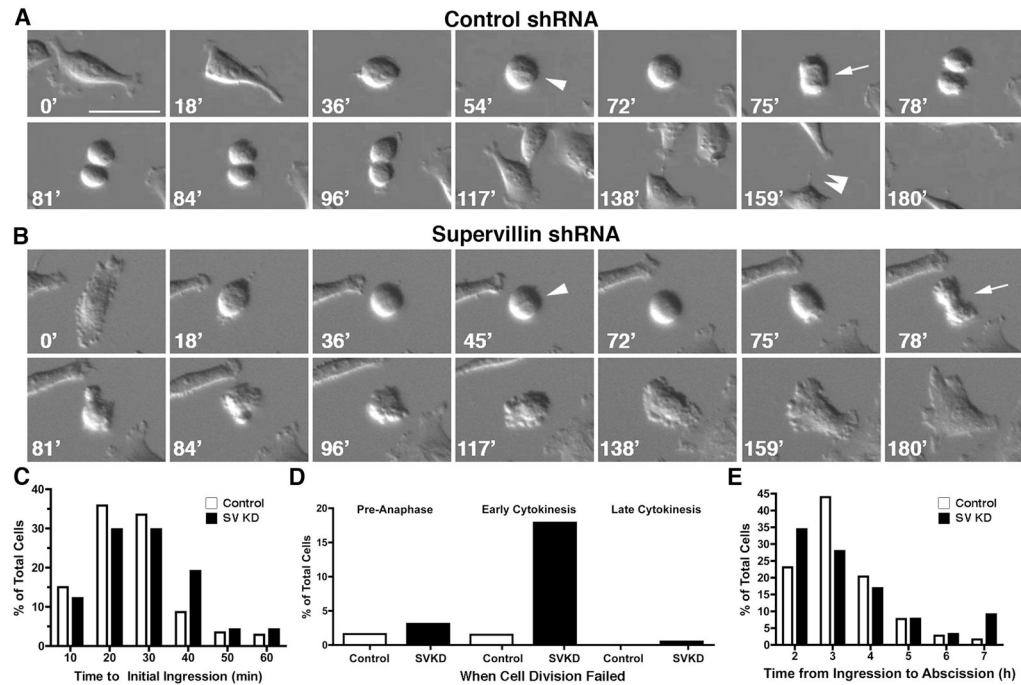 A
Control shRNA
0' 18' 36' 54' 72' 75' 78'
81' 84' 96' 117' 138' 159' 180'
B
Supervillin shRNA
0' 18' 36' 45' 72' 75' 78'
81' 84' 96' 117' 138' 159' 180'
C
% of Total Cells
40
30
20
10
0
Control
SV KD
10 20 30 40 50 60
Time to Initial Ingression (min)
D
% of Total Cells
20
15
10
5
0
Pre-Anaphase Early Cytokinesis Late Cytokinesis
Control SVKD Control SVKD Control SVKD
When Cell Division Failed
E
% of Total Cells
45
40
35
30
25
20
15
10
5
0
Control
SV KD
2 3 4 5 6 7
Time from Ingression to Abscission (h)